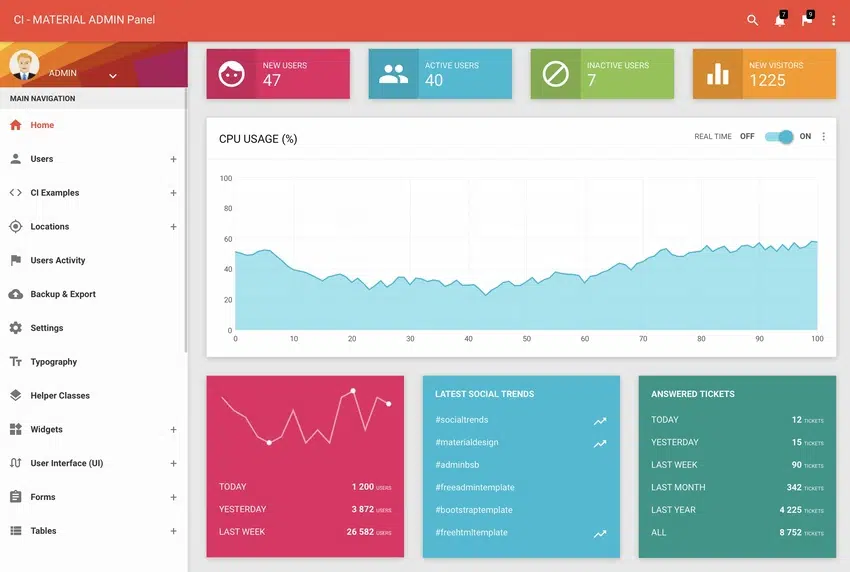 CI - MATERIAL ADMIN Panel
7
9
ADMIN
MAIN NAVIGATION
Home
Users +
CI Examples +
Locations +
Users Activity
Backup & Export
Settings
Typography
Helper Classes
Widgets +
User Interface (UI) +
Forms +
Tables +
NEW USERS
47
ACTIVE USERS
40
INACTIVE USERS
7
NEW VISITORS
1225
CPU USAGE (%)
REAL TIME OFF ON
100
80
60
40
20
0
0 10 20 30 40 50 60 70 80 90 100
TODAY 1 200 USERS
YESTERDAY 3 872 USERS
LAST WEEK 26 582 USERS
LATEST SOCIAL TRENDS
#socialtrends
#materialdesign
#adminbsb
#freeadmintemplate
#bootstraptemplate
#freehtmltemplate
ANSWERED TICKETS
TODAY 12 TICKETS
YESTERDAY 15 TICKETS
LAST WEEK 90 TICKETS
LAST MONTH 342 TICKETS
LAST YEAR 4 225 TICKETS
ALL 8 752 TICKETS